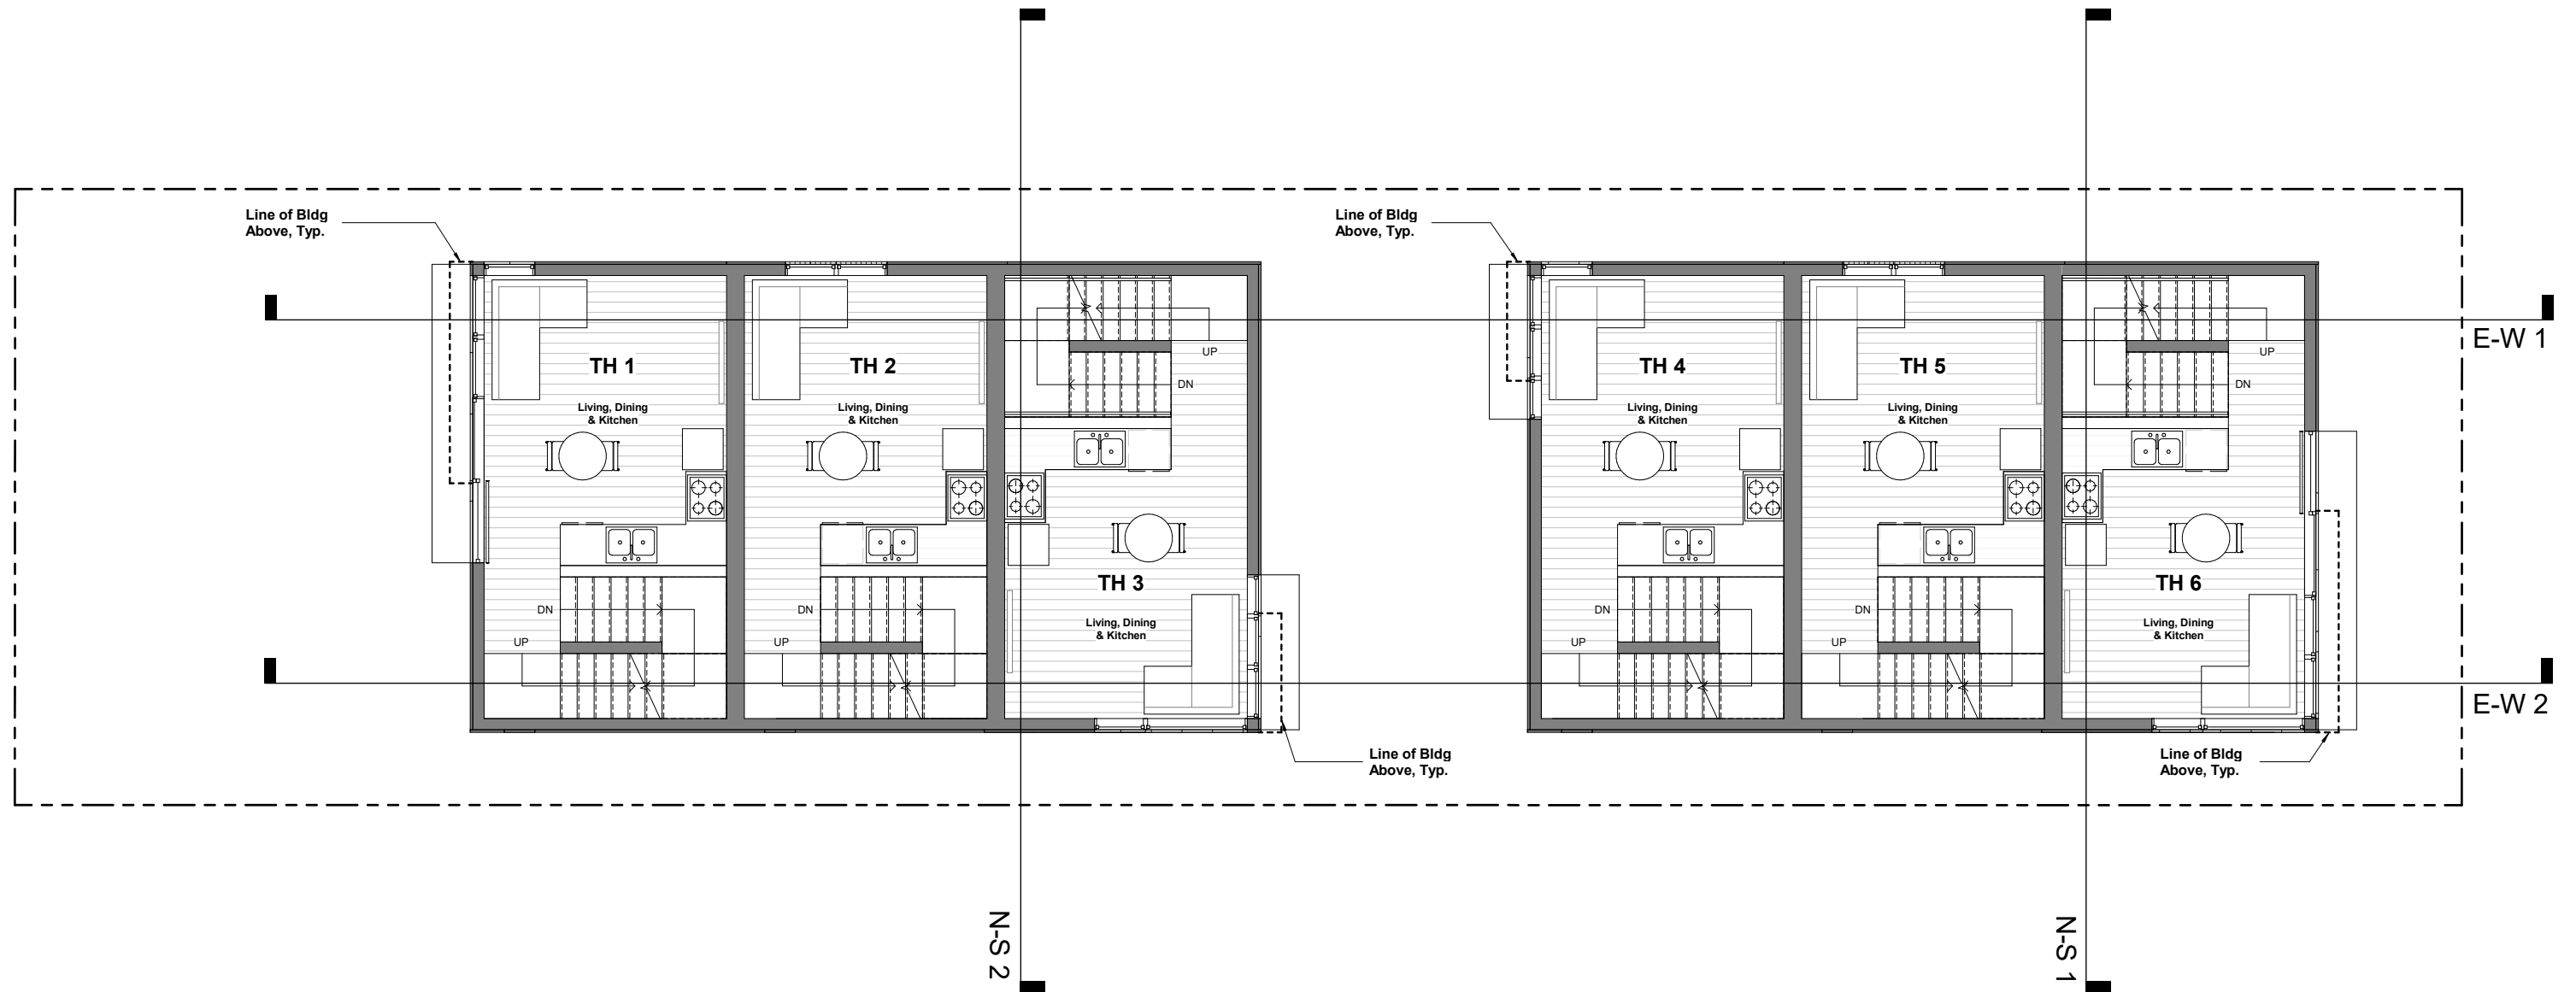 Line of Bldg
Above, Typ.
Line of Bldg
Above, Typ.
E-W 1
UP
UP
TH 1
TH 2
TH 4
TH 5
DN
DN
Living, Dining
& Kitchen
Living, Dining
& Kitchen
Living, Dining
& Kitchen
Living, Dining
& Kitchen
TH 3
TH 6
DN
DN
DN
DN
Living, Dining
& Kitchen
Living, Dining
& Kitchen
UP
UP
UP
UP
E-W 2
Line of Bldg
Above, Typ.
Line of Bldg
Above, Typ.
N-S 2
N-S 1